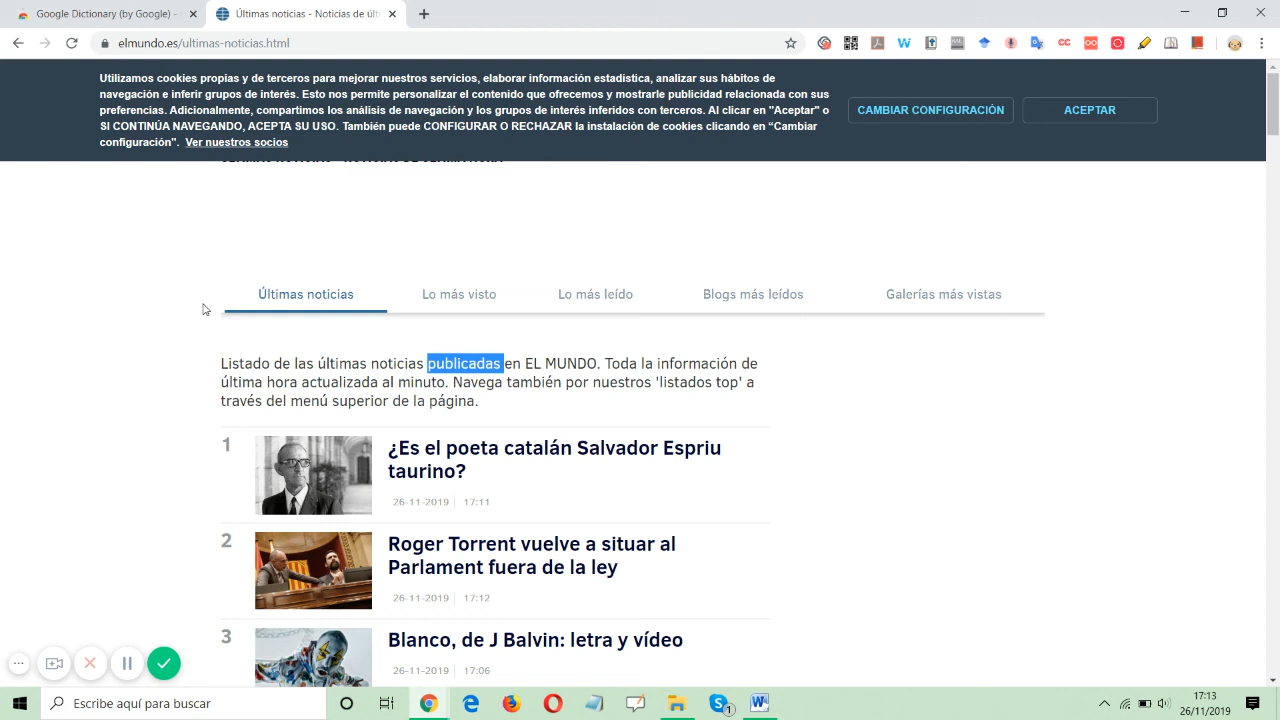 Google Dictionary (by Google) -
Últimas noticias - Noticias de últi
elmundo.es/ultimas-noticias.html
Utilizamos cookies propias y de terceros para mejorar nuestros servicios, elaborar información estadística, analizar sus hábitos de
navegación e inferir grupos de interés. Esto nos permite personalizar el contenido que ofrecemos y mostrarle publicidad relacionada con sus
preferencias. Adicionalmente, compartimos los análisis de navegación y los grupos de interés inferidos con terceros. Al clicar en "Aceptar" o
SI CONTINÚA NAVEGANDO, ACEPTA SU USO. También puede CONFIGURAR O RECHAZAR la instalación de cookies clicando en “Cambiar
configuración". Ver nuestros socios
CAMBIAR CONFIGURACIÓN
ACEPTAR
Últimas noticias
Lo más visto
Lo más leído
Blogs más leídos
Galerías más vistas
Listado de las últimas noticias publicadas en EL MUNDO. Toda la información de
última hora actualizada al minuto. Navega también por nuestros 'listados top' a
través del menú superior de la página.
1
¿Es el poeta catalán Salvador Espriu
taurino?
26-11-2019 17:11
2
Roger Torrent vuelve a situar al
Parlament fuera de la ley
26-11-2019 17:12
3
Blanco, de J Balvin: letra y vídeo
26-11-2019 17:06
Escribe aquí para buscar
17:13
26/11/2019